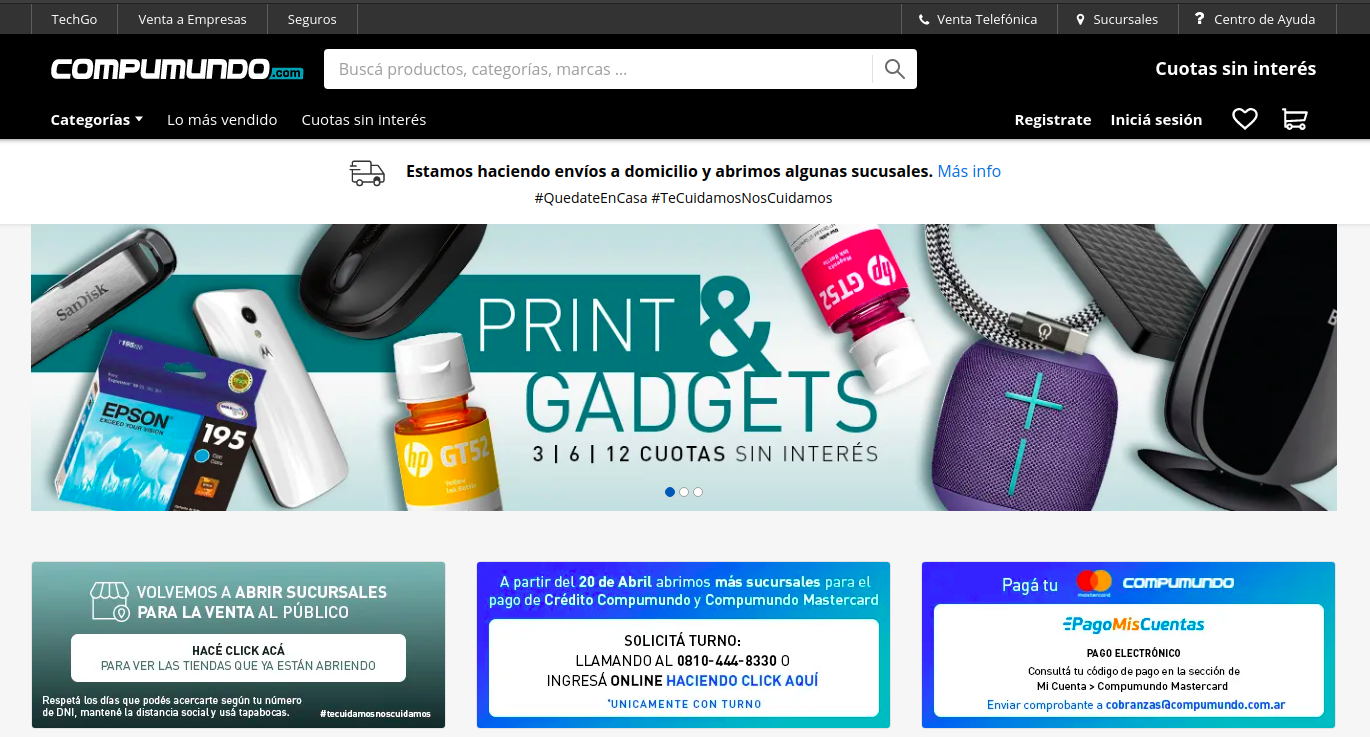 TechGo
Venta a Empresas
Seguros
Venta Telefónica
Sucursales
? Centro de Ayuda
COMPUMUNDO.com
Buscá productos, categorías, marcas ...
Cuotas sin interés
Categorías
Lo más vendido
Cuotas sin interés
Registrate
Iniciá sesión
Estamos haciendo envíos a domicilio y abrimos algunas sucusales. Más info
#QuedateEnCasa #TeCuidamosNosCuidamos
SanDisk
PRINT &
GADGETS
3 | 6 | 12 CUOTAS SIN INTERÉS
EPSON
EXCEED YOUR VISION
195
hp GT52
Yellow
Ink Bottle
hp GT52
Magenta
Ink Bottle
VOLVEMOS A ABRIR SUCURSALES
PARA LA VENTA AL PÚBLICO
HACÉ CLICK ACÁ
PARA VER LAS TIENDAS QUE YA ESTÁN ABRIENDO
Respetá los días que podés acercarte según tu número
de DNI, mantené la distancia social y usá tapabocas.
#tecuidamosnoscuidamos
A partir del 20 de Abril abrimos más sucursales para el
pago de Crédito Compumundo y Compumundo Mastercard
SOLICITÁ TURNO:
LLAMANDO AL 0810-444-8330 O
INGRESÁ ONLINE HACIENDO CLICK AQUÍ
*UNICAMENTE CON TURNO
Pagá tu
mastercard
COMPUMUNDO
PagoMisCuentas
PAGO ELECTRÓNICO
Consultá tu código de pago en la sección de
Mi Cuenta > Compumundo Mastercard
Enviar comprobante a cobranzas@compumundo.com.ar